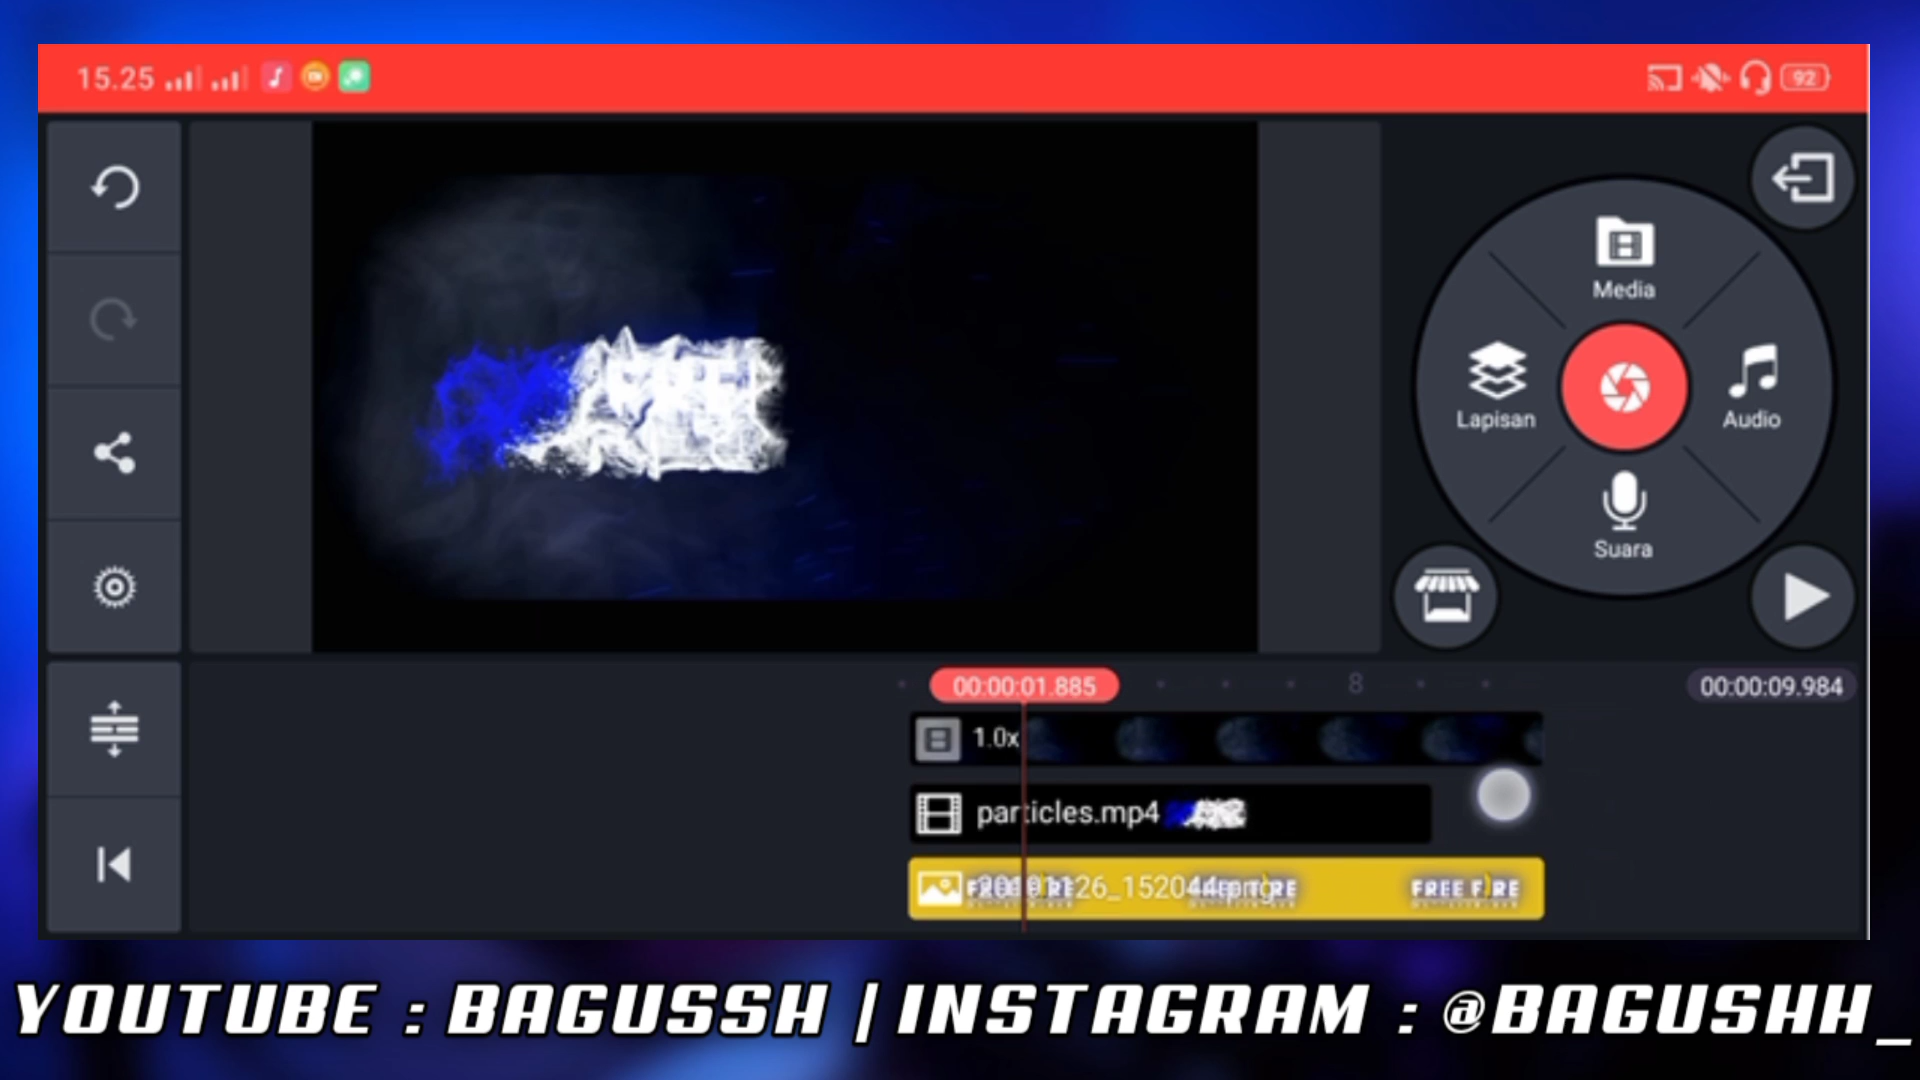 15.25
92
Media
Lapisan
Audio
Suara
00:00:01.885
8
00:00:09.984
1.0x
particles.mp4
FREE FIRE
YOUTUBE : BAGUSSH | INSTAGRAM : @BAGUSHH_